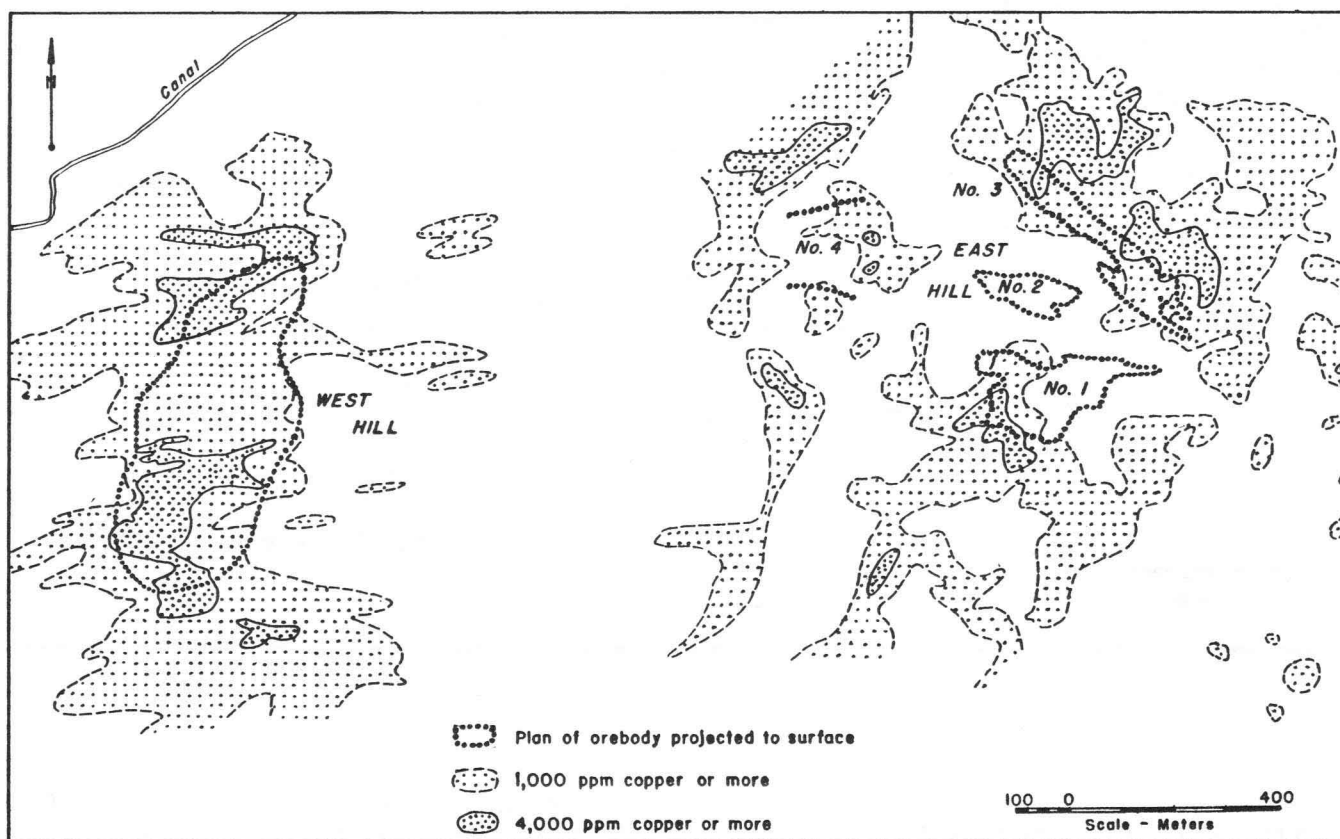 N
Canal
No. 3
No. 4
EAST
HILL
No. 2
No. 1
WEST
HILL
Plan of orebody projected to surface
1,000 ppm copper or more
4,000 ppm copper or more
100 0 400
Scale - Meters